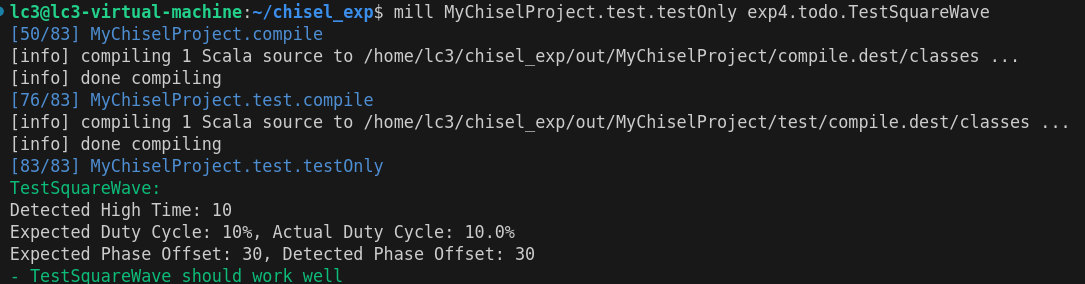 lc3@lc3-virtual-machine:~/chisel_exp$ mill MyChiselProject.test.testOnly exp4.todo.TestSquareWave
[50/83] MyChiselProject.compile
[info] compiling 1 Scala source to /home/lc3/chisel_exp/out/MyChiselProject/compile.dest/classes ...
[info] done compiling
[76/83] MyChiselProject.test.compile
[info] compiling 1 Scala source to /home/lc3/chisel_exp/out/MyChiselProject/test/compile.dest/classes ...
[info] done compiling
[83/83] MyChiselProject.test.testOnly
TestSquareWave:
Detected High Time: 10
Expected Duty Cycle: 10%, Actual Duty Cycle: 10.0%
Expected Phase Offset: 30, Detected Phase Offset: 30
- TestSquareWave should work well